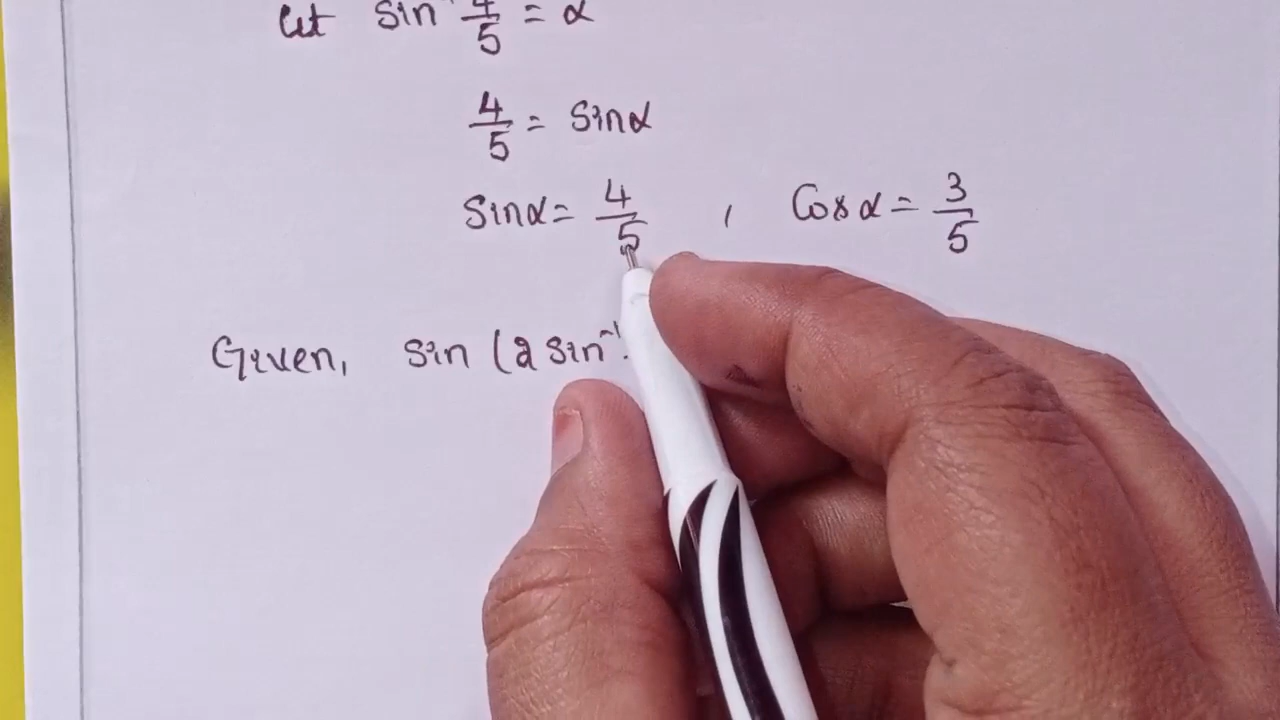 let sin⁻¹ 4/5 = α
4/5 = Sinα
Sinα = 4/5 , Cosα = 3/5
Given, sin (2 sin⁻¹